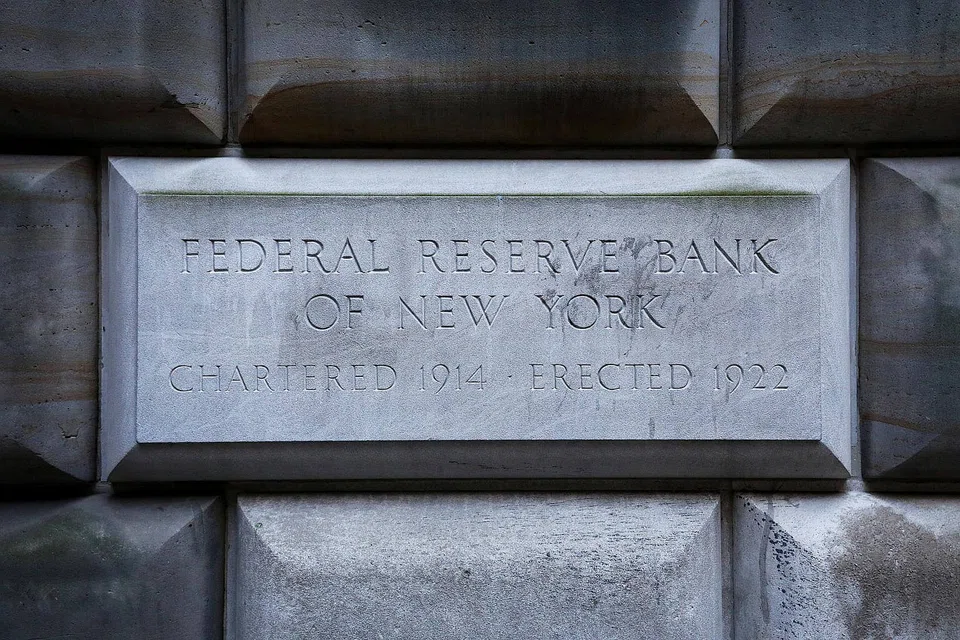 FEDERAL RESERVE BANK
OF NEW YORK
CHARTERED 1914 · ERECTED 1922